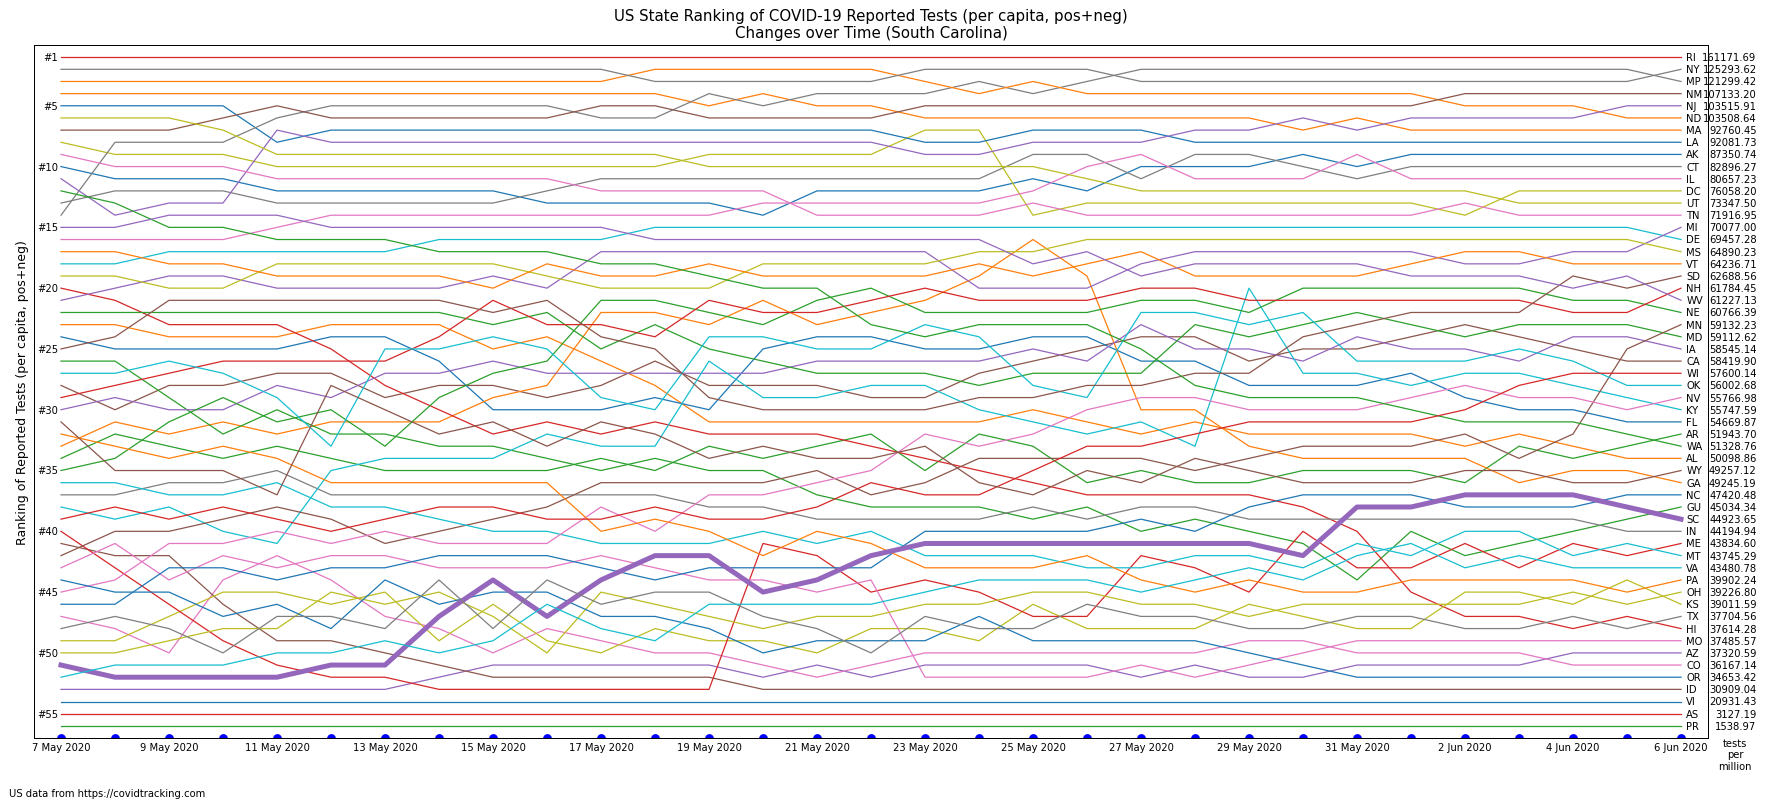 US State Ranking of COVID-19 Reported Tests (per capita, pos+neg)
Changes over Time (South Carolina)
Ranking of Reported Tests (per capita, pos+neg)
#1
#5
#10
#15
#20
#25
#30
#35
#40
#45
#50
#55
RI 161171.69
NY 125293.62
MP 121299.42
NM 107133.20
NJ 103515.91
ND 103508.64
MA 92760.45
LA 92081.73
AK 87350.74
CT 82896.27
IL 80657.23
DC 76058.20
UT 73347.50
TN 71916.95
MI 70077.00
DE 69457.28
MS 64890.23
VT 64236.71
SD 62688.56
NH 61784.45
WV 61227.13
NE 60766.39
MN 59132.23
MD 59112.62
IA 58545.14
CA 58419.90
WI 57600.14
OK 56002.68
NV 55766.98
KY 55747.59
FL 54669.87
AR 51943.70
WA 51328.76
AL 50098.86
WY 49257.12
GA 49245.19
NC 47420.48
GU 45034.34
SC 44923.65
IN 44194.94
ME 43834.60
MT 43745.29
VA 43480.78
PA 39902.24
OH 39226.80
KS 39011.59
TX 37704.56
HI 37614.28
MO 37485.57
AZ 37320.59
CO 36167.14
OR 34653.42
ID 30909.04
VI 20931.43
AS 3127.19
PR 1538.97
7 May 2020 9 May 2020 11 May 2020 13 May 2020 15 May 2020 17 May 2020 19 May 2020 21 May 2020 23 May 2020 25 May 2020 27 May 2020 29 May 2020 31 May 2020 2 Jun 2020 4 Jun 2020 6 Jun 2020
tests
per
million
US data from https://covidtracking.com